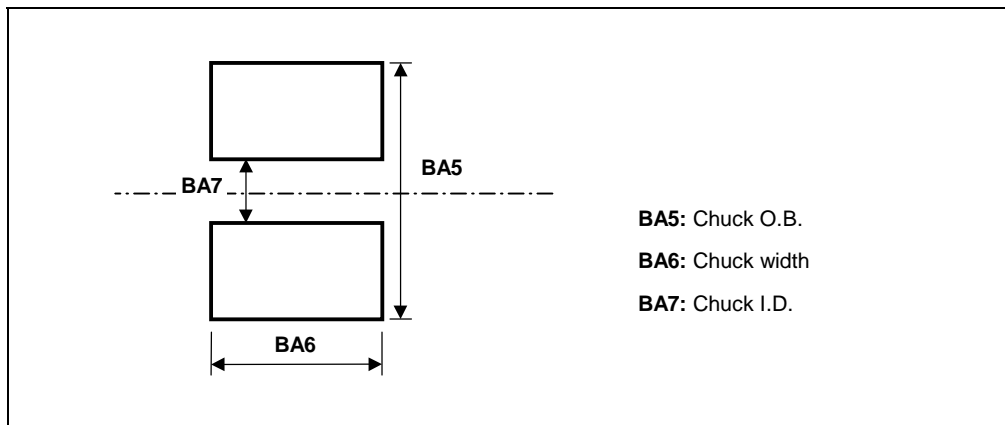 BA5
BA7
BA6
BA5: Chuck O.B.
BA6: Chuck width
BA7: Chuck I.D.